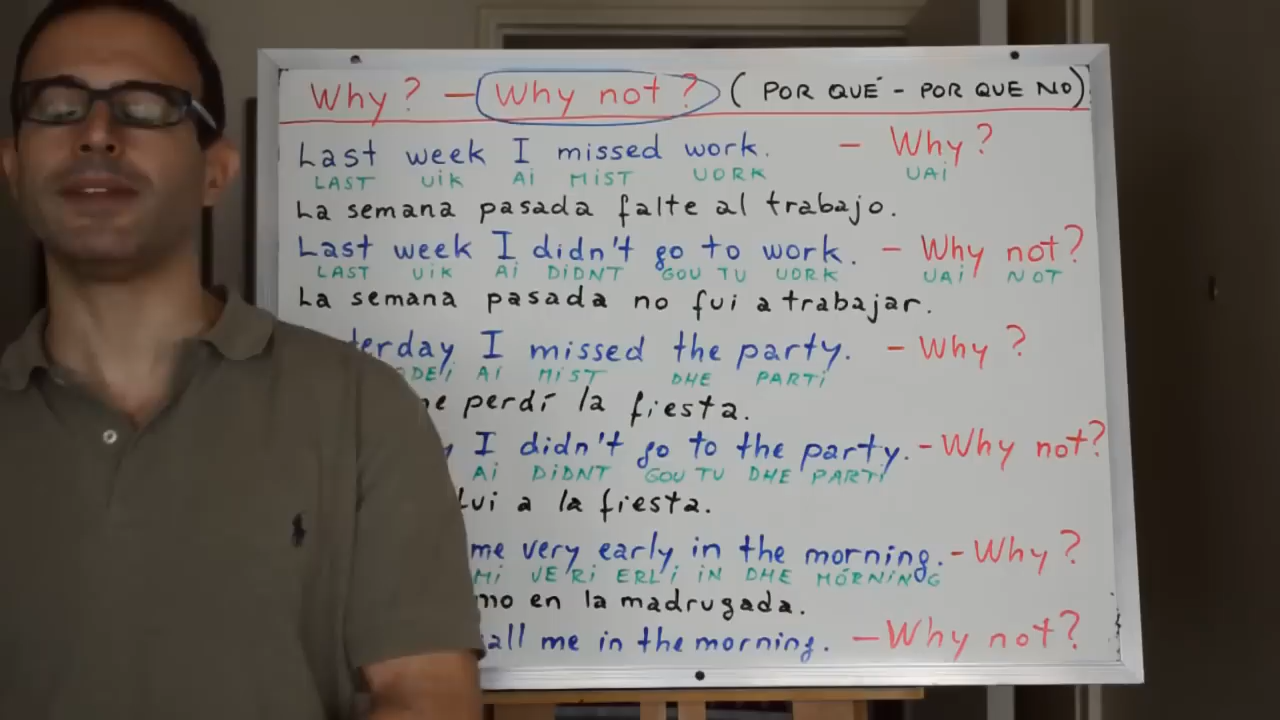 Why? - Why not? (POR QUÉ - POR QUE NO)
Last week I missed work. - Why?
LAST UiK Ai MiST UORK UAi
La semana pasada falte al trabajo.
Last week I didn't go to work. - Why not?
LAST UiK Ai DiDNT GOU TU UORK UAi NOT
La semana pasada no fui a trabajar.
terday I missed the party. - Why?
DEi Ai MiST DHE PARTi
perdí la fiesta.
I didn't go to the party. - Why not?
Ai DiDNT GOU TU DHE PARTi
fui a la fiesta.
me very early in the morning. - Why?
Mi VERi ERLi iN DHE MÓRNiNG
mo en la madrugada.
all me in the morning. - Why not?